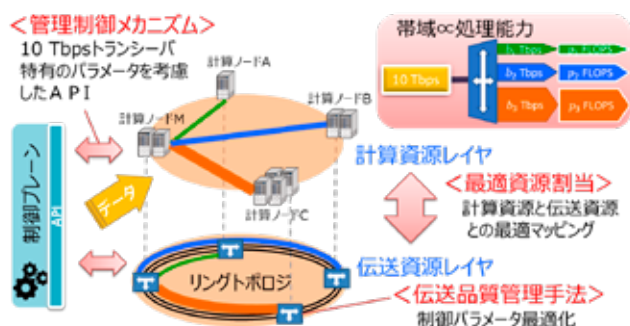 <管理制御メカニズム>
10 Tbpsトランシーバ
特有のパラメータを考慮
したAPI
帯域∝処理能力
10 Tbps
b₁ Tbps
p₁ FLOPS
b₂ Tbps
p₂ FLOPS
b₃ Tbps
p₃ FLOPS
計算ノードA
計算ノードB
計算ノードM
計算ノードC
制御プレーン
API
データ
計算資源レイヤ
<最適資源割当>
計算資源と伝送資源
との最適マッピング
リングトポロジ
伝送資源レイヤ
<伝送品質管理手法>
制御パラメータ最適化